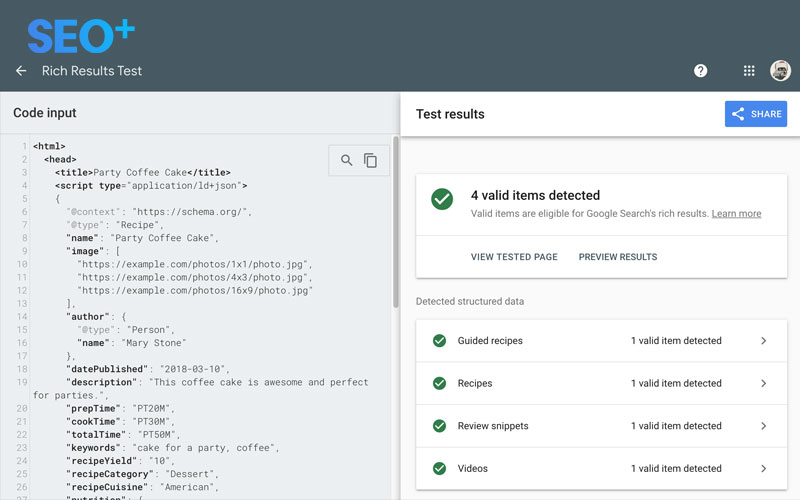 SEO+
Rich Results Test
Code input
1 <html>
2 <head>
3 <title>Party Coffee Cake</title>
4 <script type="application/ld+json">
5 {
6 "@context": "https://schema.org/",
7 "@type": "Recipe",
8 "name": "Party Coffee Cake",
9 "image": [
10 "https://example.com/photos/1x1/photo.jpg",
11 "https://example.com/photos/4x3/photo.jpg",
12 "https://example.com/photos/16x9/photo.jpg"
13 ],
14 "author": {
15 "@type": "Person",
16 "name": "Mary Stone"
17 },
18 "datePublished": "2018-03-10",
19 "description": "This coffee cake is awesome and perfect
for parties.",
20 "prepTime": "PT20M",
21 "cookTime": "PT30M",
22 "totalTime": "PT50M",
23 "keywords": "cake for a party, coffee",
24 "recipeYield": "10",
25 "recipeCategory": "Dessert",
26 "recipeCuisine": "American",
27 "nutrition": {
Test results
SHARE
4 valid items detected
Valid items are eligible for Google Search's rich results. Learn more
VIEW TESTED PAGE PREVIEW RESULTS
Detected structured data
Guided recipes 1 valid item detected
Recipes 1 valid item detected
Review snippets 1 valid item detected
Videos 1 valid item detected